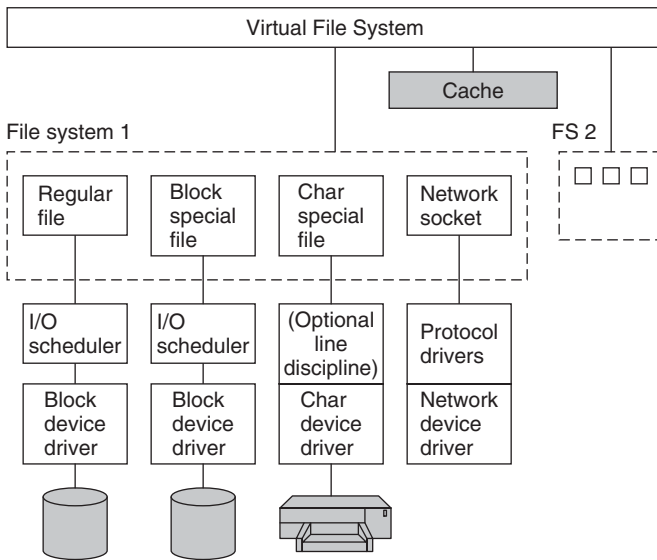 Virtual File System
Cache
File system 1
FS 2
Regular
file
Block
special
file
Char
special
file
Network
socket
I/O
scheduler
I/O
scheduler
(Optional
line
discipline)
Protocol
drivers
Block
device
driver
Block
device
driver
Char
device
driver
Network
device
driver